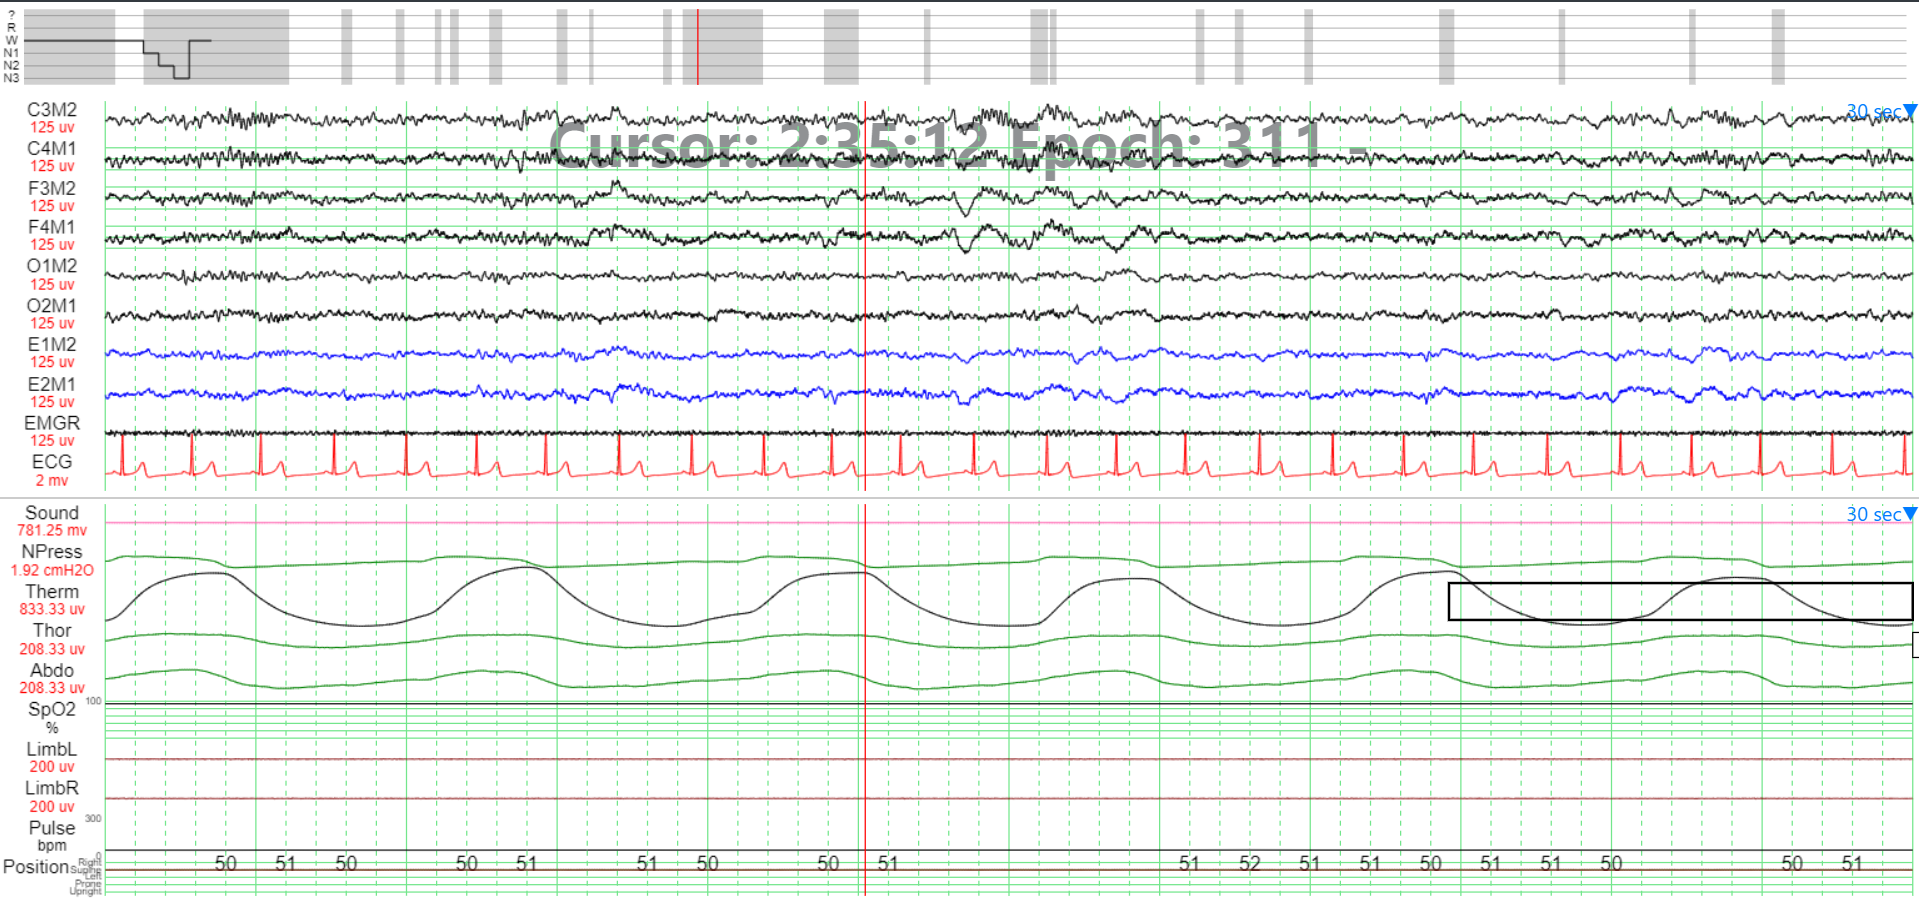 ?
R
W
N1
N2
N3
C3M2
125 uv
30 sec
Cursor: 2:35:12 Epoch: 311 -
C4M1
125 uv
F3M2
125 uv
F4M1
125 uv
O1M2
125 uv
O2M1
125 uv
E1M2
125 uv
E2M1
125 uv
EMGR
125 uv
ECG
2 mv
Sound
781.25 mv
30 sec
NPress
1.92 cmH2O
Therm
833.33 uv
Thor
208.33 uv
Abdo
208.33 uv
100
SpO2
%
LimbL
200 uv
LimbR
200 uv
300
Pulse
bpm
0
50 51 50 50 51 51 50 50 51 51 52 51 51 50 51 51 50 50 51
Position
Right
Supine
Left
Prone
Upright